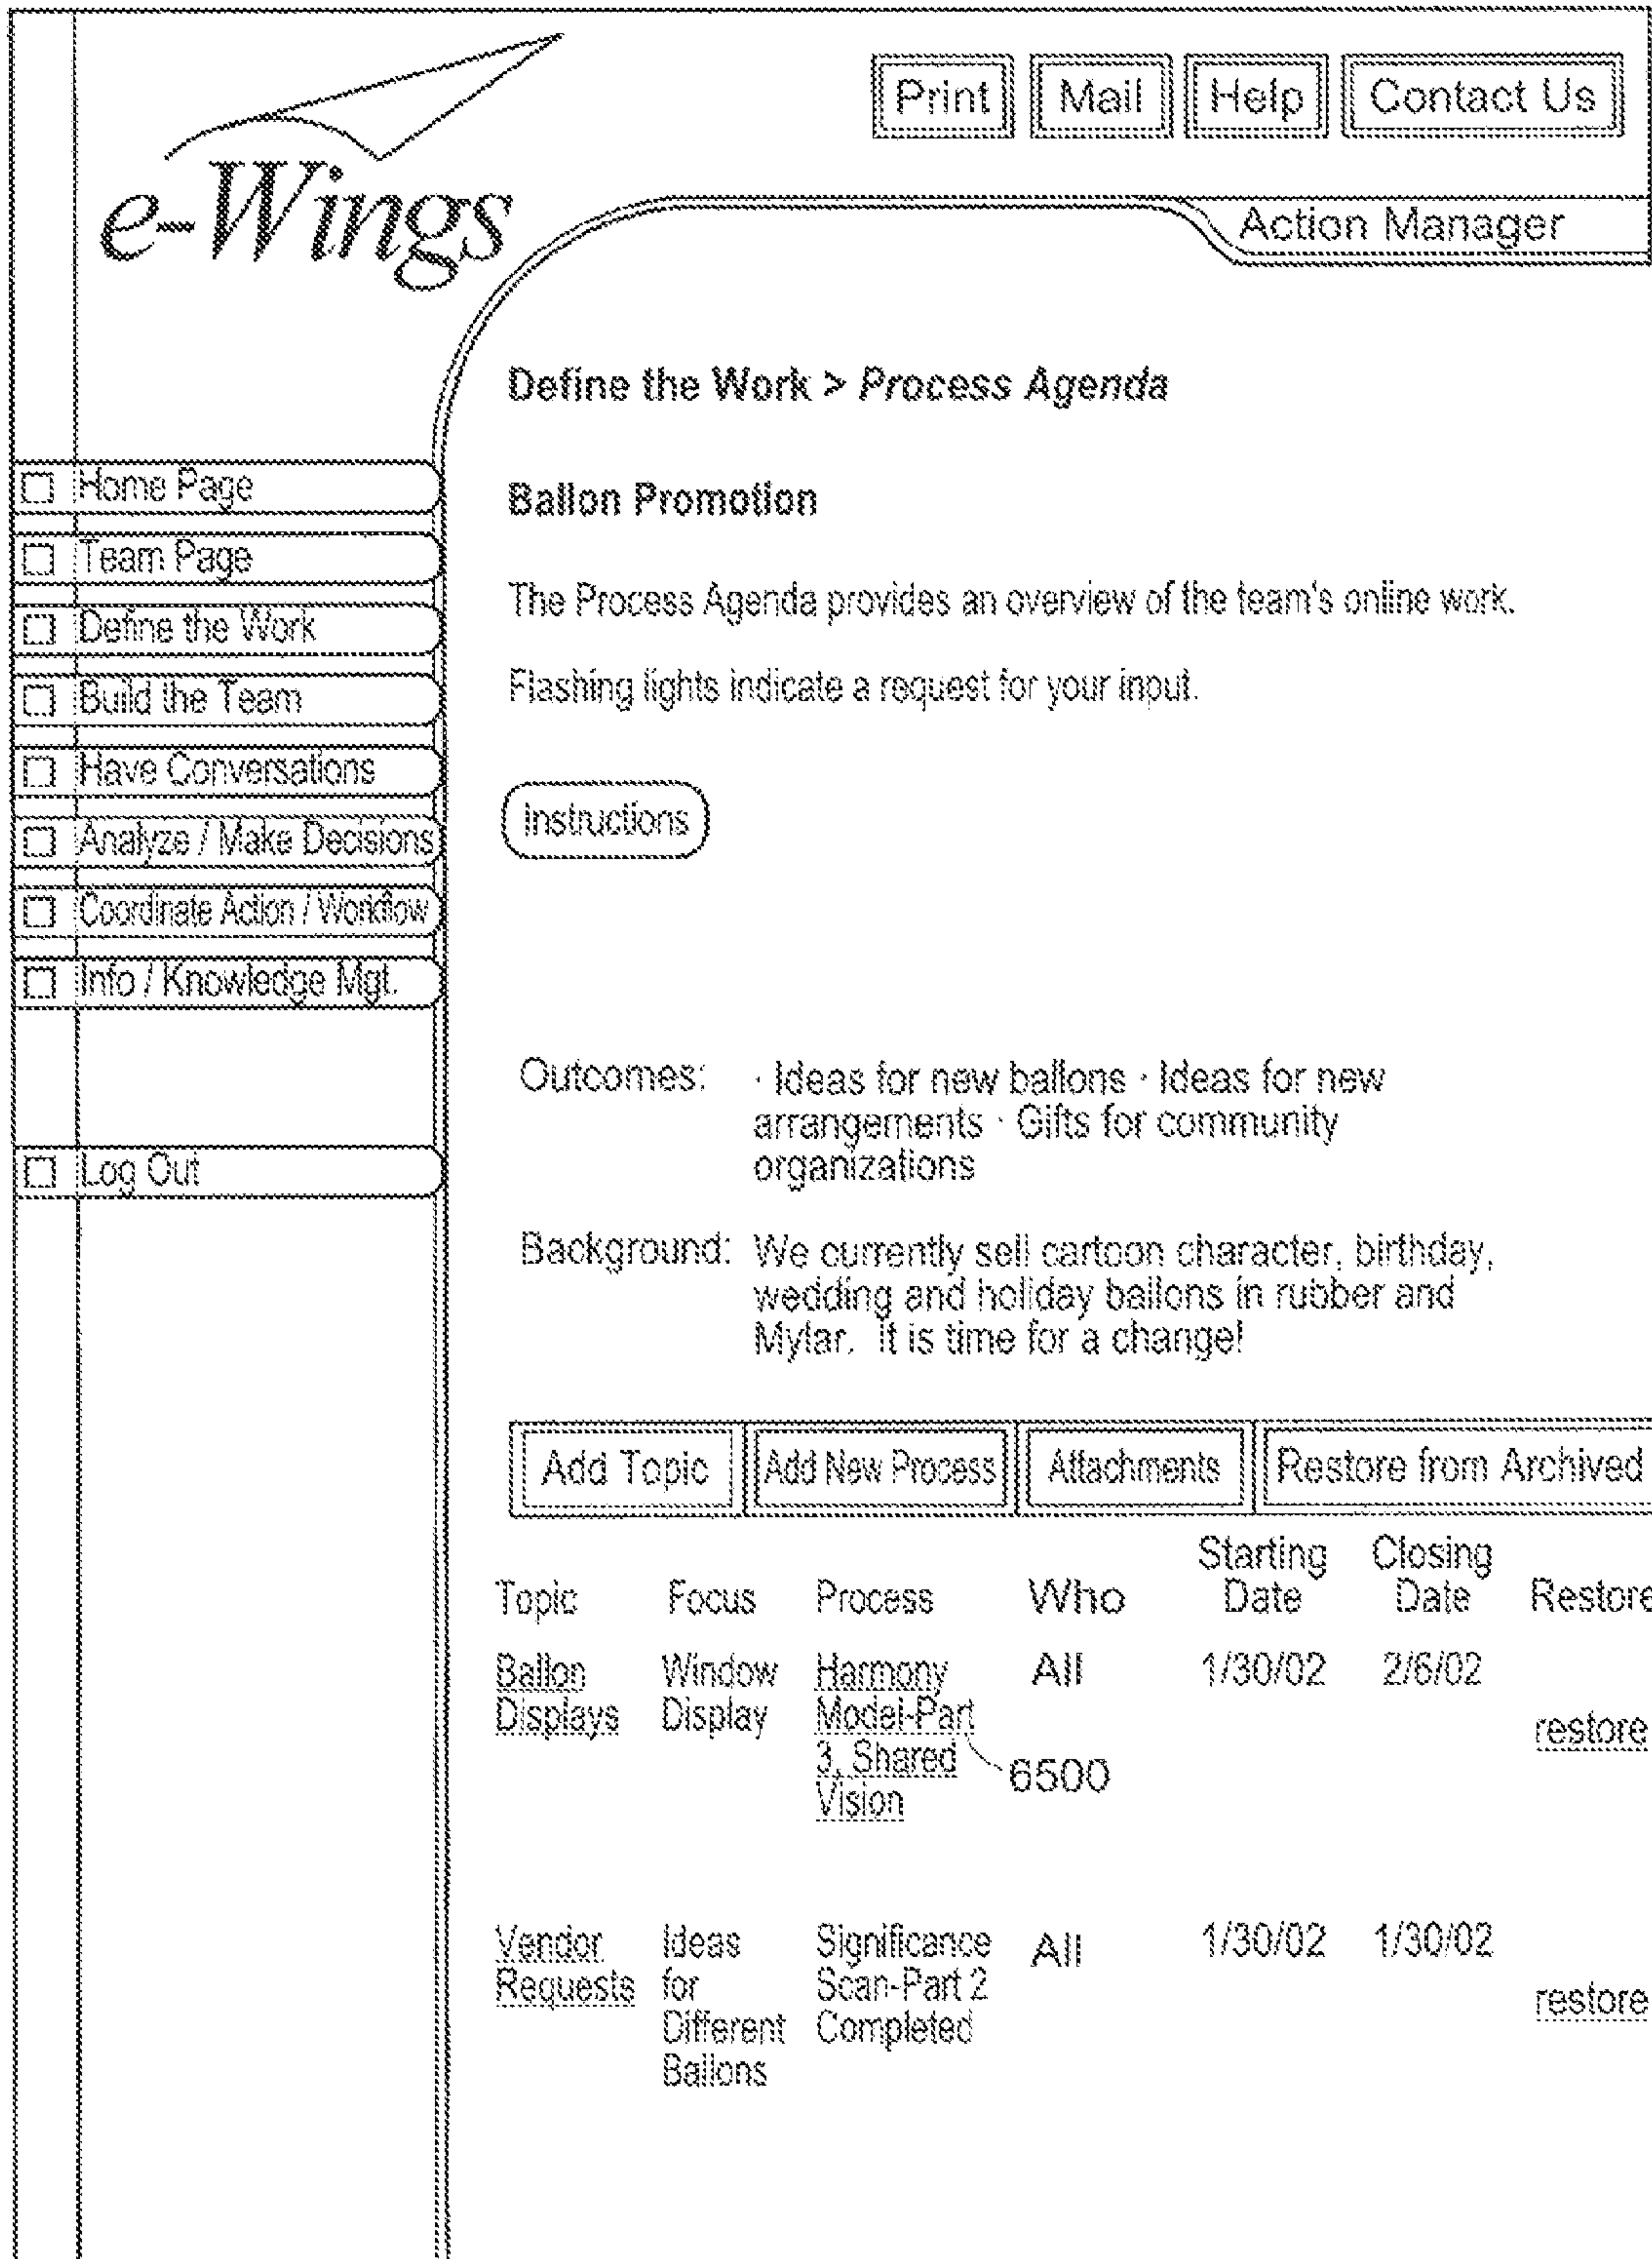 Print Mail Help Contact Us
e-Wings
Action Manager
Define the Work > Process Agenda
Home Page
Team Page
Define the Work
Build the Team
Have Conversations
Analyze / Make Decisions
Coordinate Action / Workflow
Info / Knowledge Mgt.
Log Out
Ballon Promotion
The Process Agenda provides an overview of the team's online work.
Flashing lights indicate a request for your input.
Instructions
Outcomes: · Ideas for new ballons · Ideas for new
arrangements · Gifts for community
organizations
Background: We currently sell cartoon character, birthday,
wedding and holiday ballons in rubber and
Mylar. It is time for a change!
Add Topic Add New Process Attachments Restore from Archived
Starting Closing
Topic Focus Process Who Date Date Restore
Ballon Window Harmony All 1/30/02 2/6/02
Displays Display Model-Part restore
3, Shared 6500
Vision
Vendor Ideas Significance All 1/30/02 1/30/02
Requests for Scan-Part 2 restore
Different Completed
Ballons